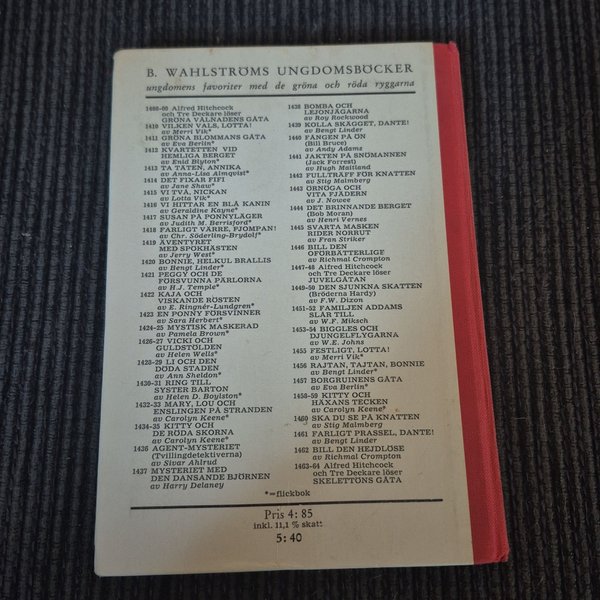 B. WAHLSTRÖMS UNGDOMSBÖCKER
ungdomens favoriter med de gröna och röda ryggarna
1408-09 Alfred Hitchcock
och Tre Deckare löser
GRÖNA VÅLNADENS GÅTA
1410 VILKEN VALS, LOTTA!
av Merri Vik*
1411 GRÖNA BLOMMANS GÅTA
av Eva Berlin*
1412 KVARTETTEN VID
HEMLIGA BERGET
av Enid Blyton*
1413 TA TÄTEN, ANNIKA
av Anna-Lisa Almqvist*
1414 DET FIXAR FIFI
av Jane Shaw*
1415 VI TVÅ, NICKAN
av Lotta Vik*
1416 VI HITTAR EN BLÅ KANIN
av Geraldine Kayne*
1417 SUSAN PÅ PONNYLÄGER
av Judith M. Berrisford*
1418 FARLIGT VÄRRE, FJOMPAN!
av Chr. Söderling-Brydolf*
1419 ÄVENTYRET
MED SPÖKHÄSTEN
av Jerry West*
1420 BONNIE, HELKUL BRALLIS
av Bengt Linder*
1421 PEGGY OCH DE
FÖRSVUNNA PÄRLORNA
av H.J. Temple*
1422 KAJA OCH
VISKANDE RÖSTEN
av E. Ringnér-Lundgren*
1423 EN PONNY FÖRSVINNER
av Sara Herbert*
1424-25 MYSTISK MASKERAD
av Pamela Brown*
1426-27 VICKI OCH
GULDSTÖLDEN
av Helen Wells*
1428-29 LI OCH DEN
DÖDA STADEN
av Ann Sheldon*
1430-31 RING TILL
SYSTER BARTON
av Helen D. Boylston*
1432-33 MARY, LOU OCH
ENSLINGEN PÅ STRANDEN
av Carolyn Keene*
1434-35 KITTY OCH
DE RÖDA SKORNA
av Carolyn Keene*
1436 AGENT-MYSTERIET
(Tvillingdetektiverna)
av Sivar Ahlrud
1437 MYSTERIET MED
DEN DANSANDE BJÖRNEN
av Harry Delaney
1438 BOMBA OCH
LEJONJÄGARNA
av Roy Rockwood
1439 KOLLA SKÄGGET, DANTE!
av Bengt Linder
1440 FÅNGEN PÅ ÖN
(Bill Bruce)
av Andy Adams
1441 JAKTEN PÅ SNÖMANNEN
(Jack Forrest)
av Hugh Maitland
1442 FULLTRÄFF FÖR KNATTEN
av Stig Malmberg
1443 ÖRNÖGA OCH
VITA FJÄDERN
av J. Nowee
1444 DET BRINNANDE BERGET
(Bob Moran)
av Henri Vernes
1445 SVARTA MASKEN
RIDER NORRUT
av Fran Striker
1446 BILL DEN
OFÖRBÄTTERLIGE
av Richmal Crompton
1447-48 Alfred Hitchcock
och Tre Deckare löser
JUVELGÅTAN
1449-50 DEN SJUNKNA SKATTEN
(Bröderna Hardy)
av F.W. Dixon
1451-52 FAMILJEN ADDAMS
SLÅR TILL
av W.F. Miksch
1453-54 BIGGLES OCH
DJUNGELFLYGARNA
av W.E. Johns
1455 FESTLIGT, LOTTA!
av Merri Vik*
1456 RAJTAN, TAJTAN, BONNIE
av Bengt Linder*
1457 BORGRUINENS GÅTA
av Eva Berlin*
1458-59 KITTY OCH
HÄXANS TECKEN
av Carolyn Keene*
1460 SKA DU SE PÅ KNATTEN
av Stig Malmberg
1461 FARLIGT PRASSEL, DANTE!
av Bengt Linder
1462 BILL DEN HEJDLÖSE
av Richmal Crompton
1463-64 Alfred Hitchcock
och Tre Deckare löser
SKELETTÖNS GÅTA
*=flickbok
Pris 4: 85
inkl. 11,1 % skatt
5: 40